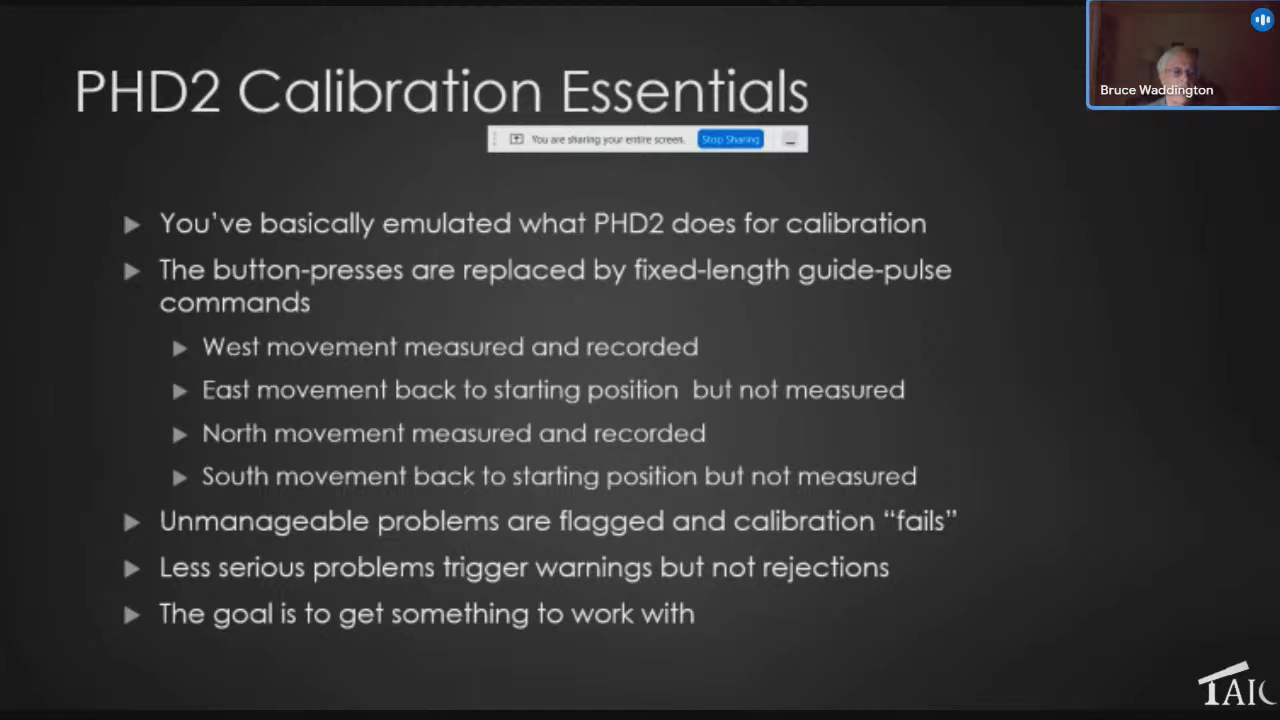 PHD2 Calibration Essentials
Bruce Waddington
You are sharing your entire screen. Stop Sharing
You've basically emulated what PHD2 does for calibration
The button-presses are replaced by fixed-length guide-pulse
commands
West movement measured and recorded
East movement back to starting position but not measured
North movement measured and recorded
South movement back to starting position but not measured
Unmanageable problems are flagged and calibration “fails”
Less serious problems trigger warnings but not rejections
The goal is to get something to work with
TAIC